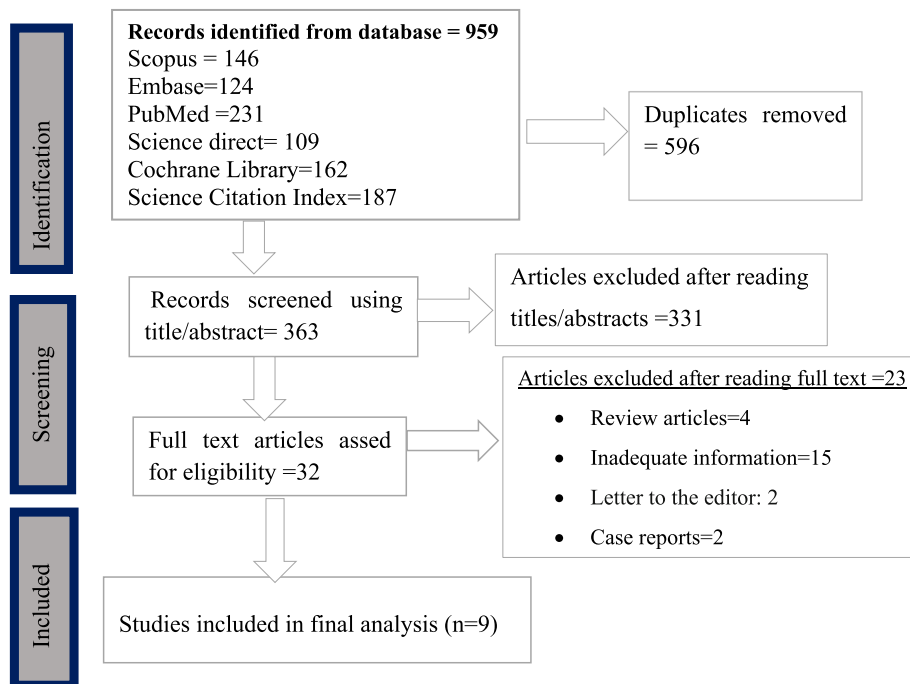 Identification
Records identified from database = 959
Scopus = 146
Embase=124
PubMed =231
Science direct= 109
Cochrane Library=162
Science Citation Index=187
Duplicates removed
= 596
Screening
Records screened using
title/abstract= 363
Articles excluded after reading
titles/abstracts =331
Full text articles assed
for eligibility =32
Articles excluded after reading full text =23
• Review articles=4
• Inadequate information=15
• Letter to the editor: 2
• Case reports=2
Included
Studies included in final analysis (n=9)